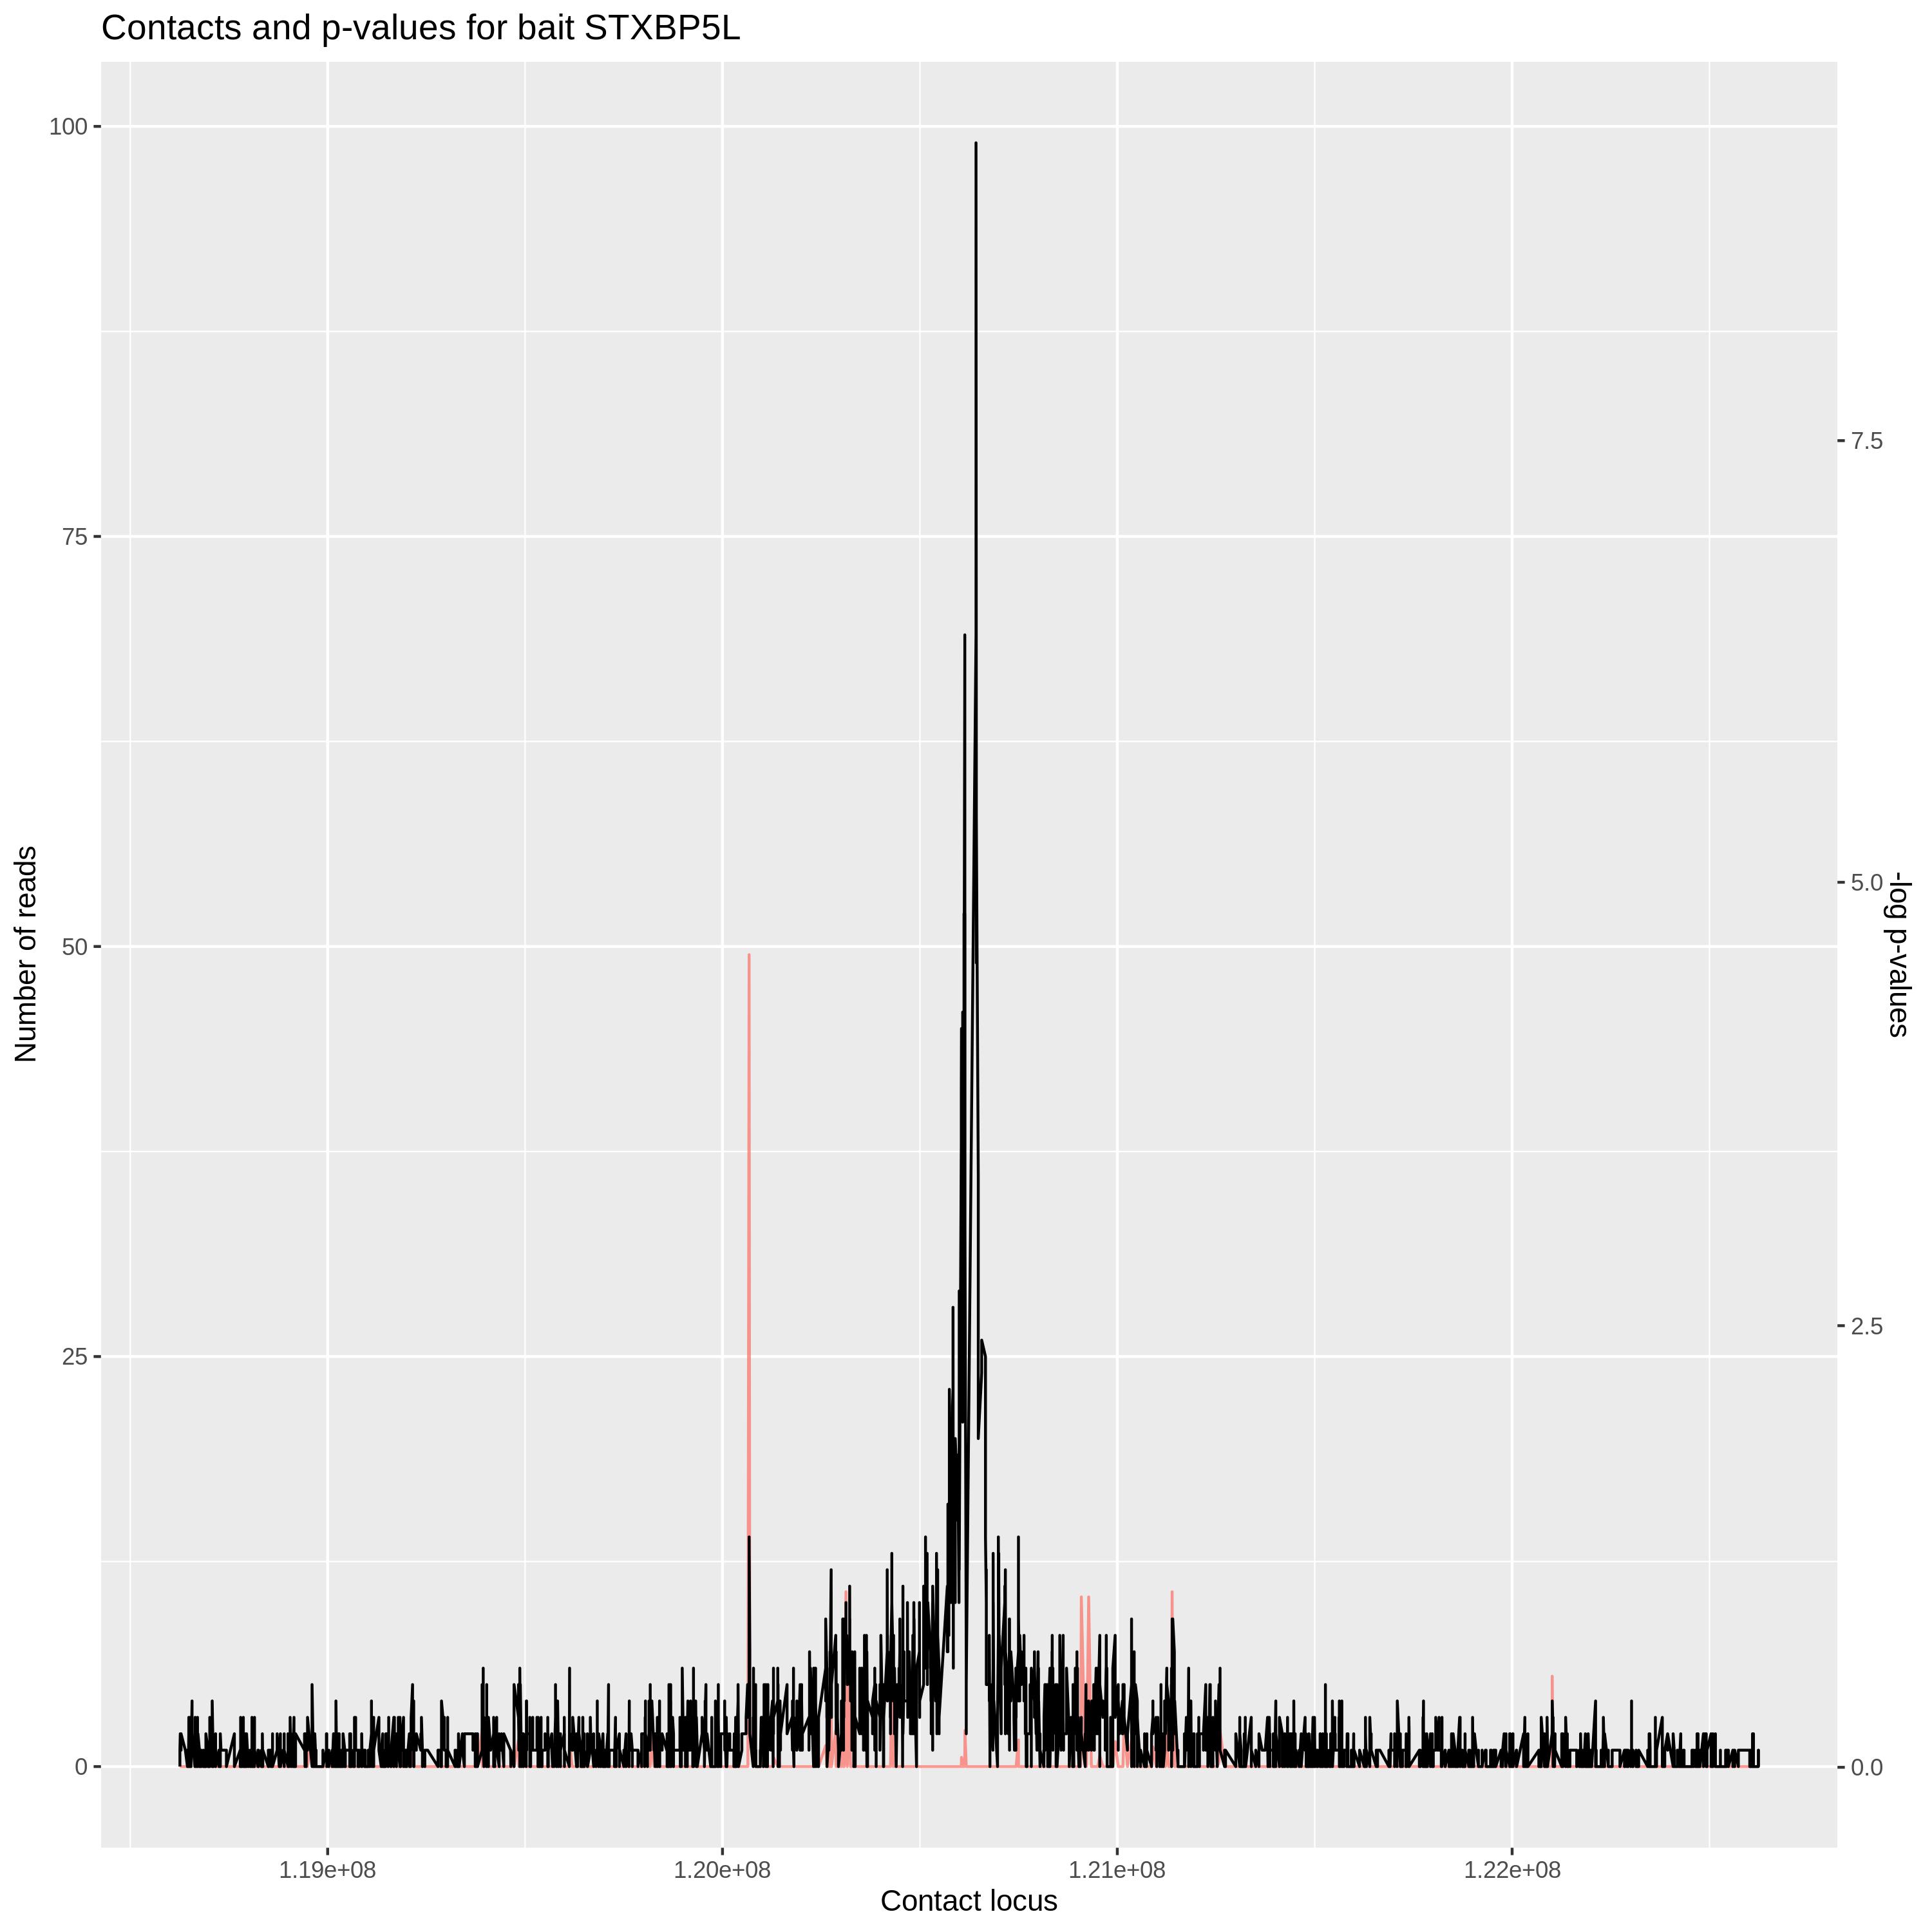 Contacts and p-values for bait STXBP5L
100
75
50
25
0
Number of reads
7.5
5.0
2.5
0.0
-log p-values
1.19e+08
1.20e+08
1.21e+08
1.22e+08
Contact locus